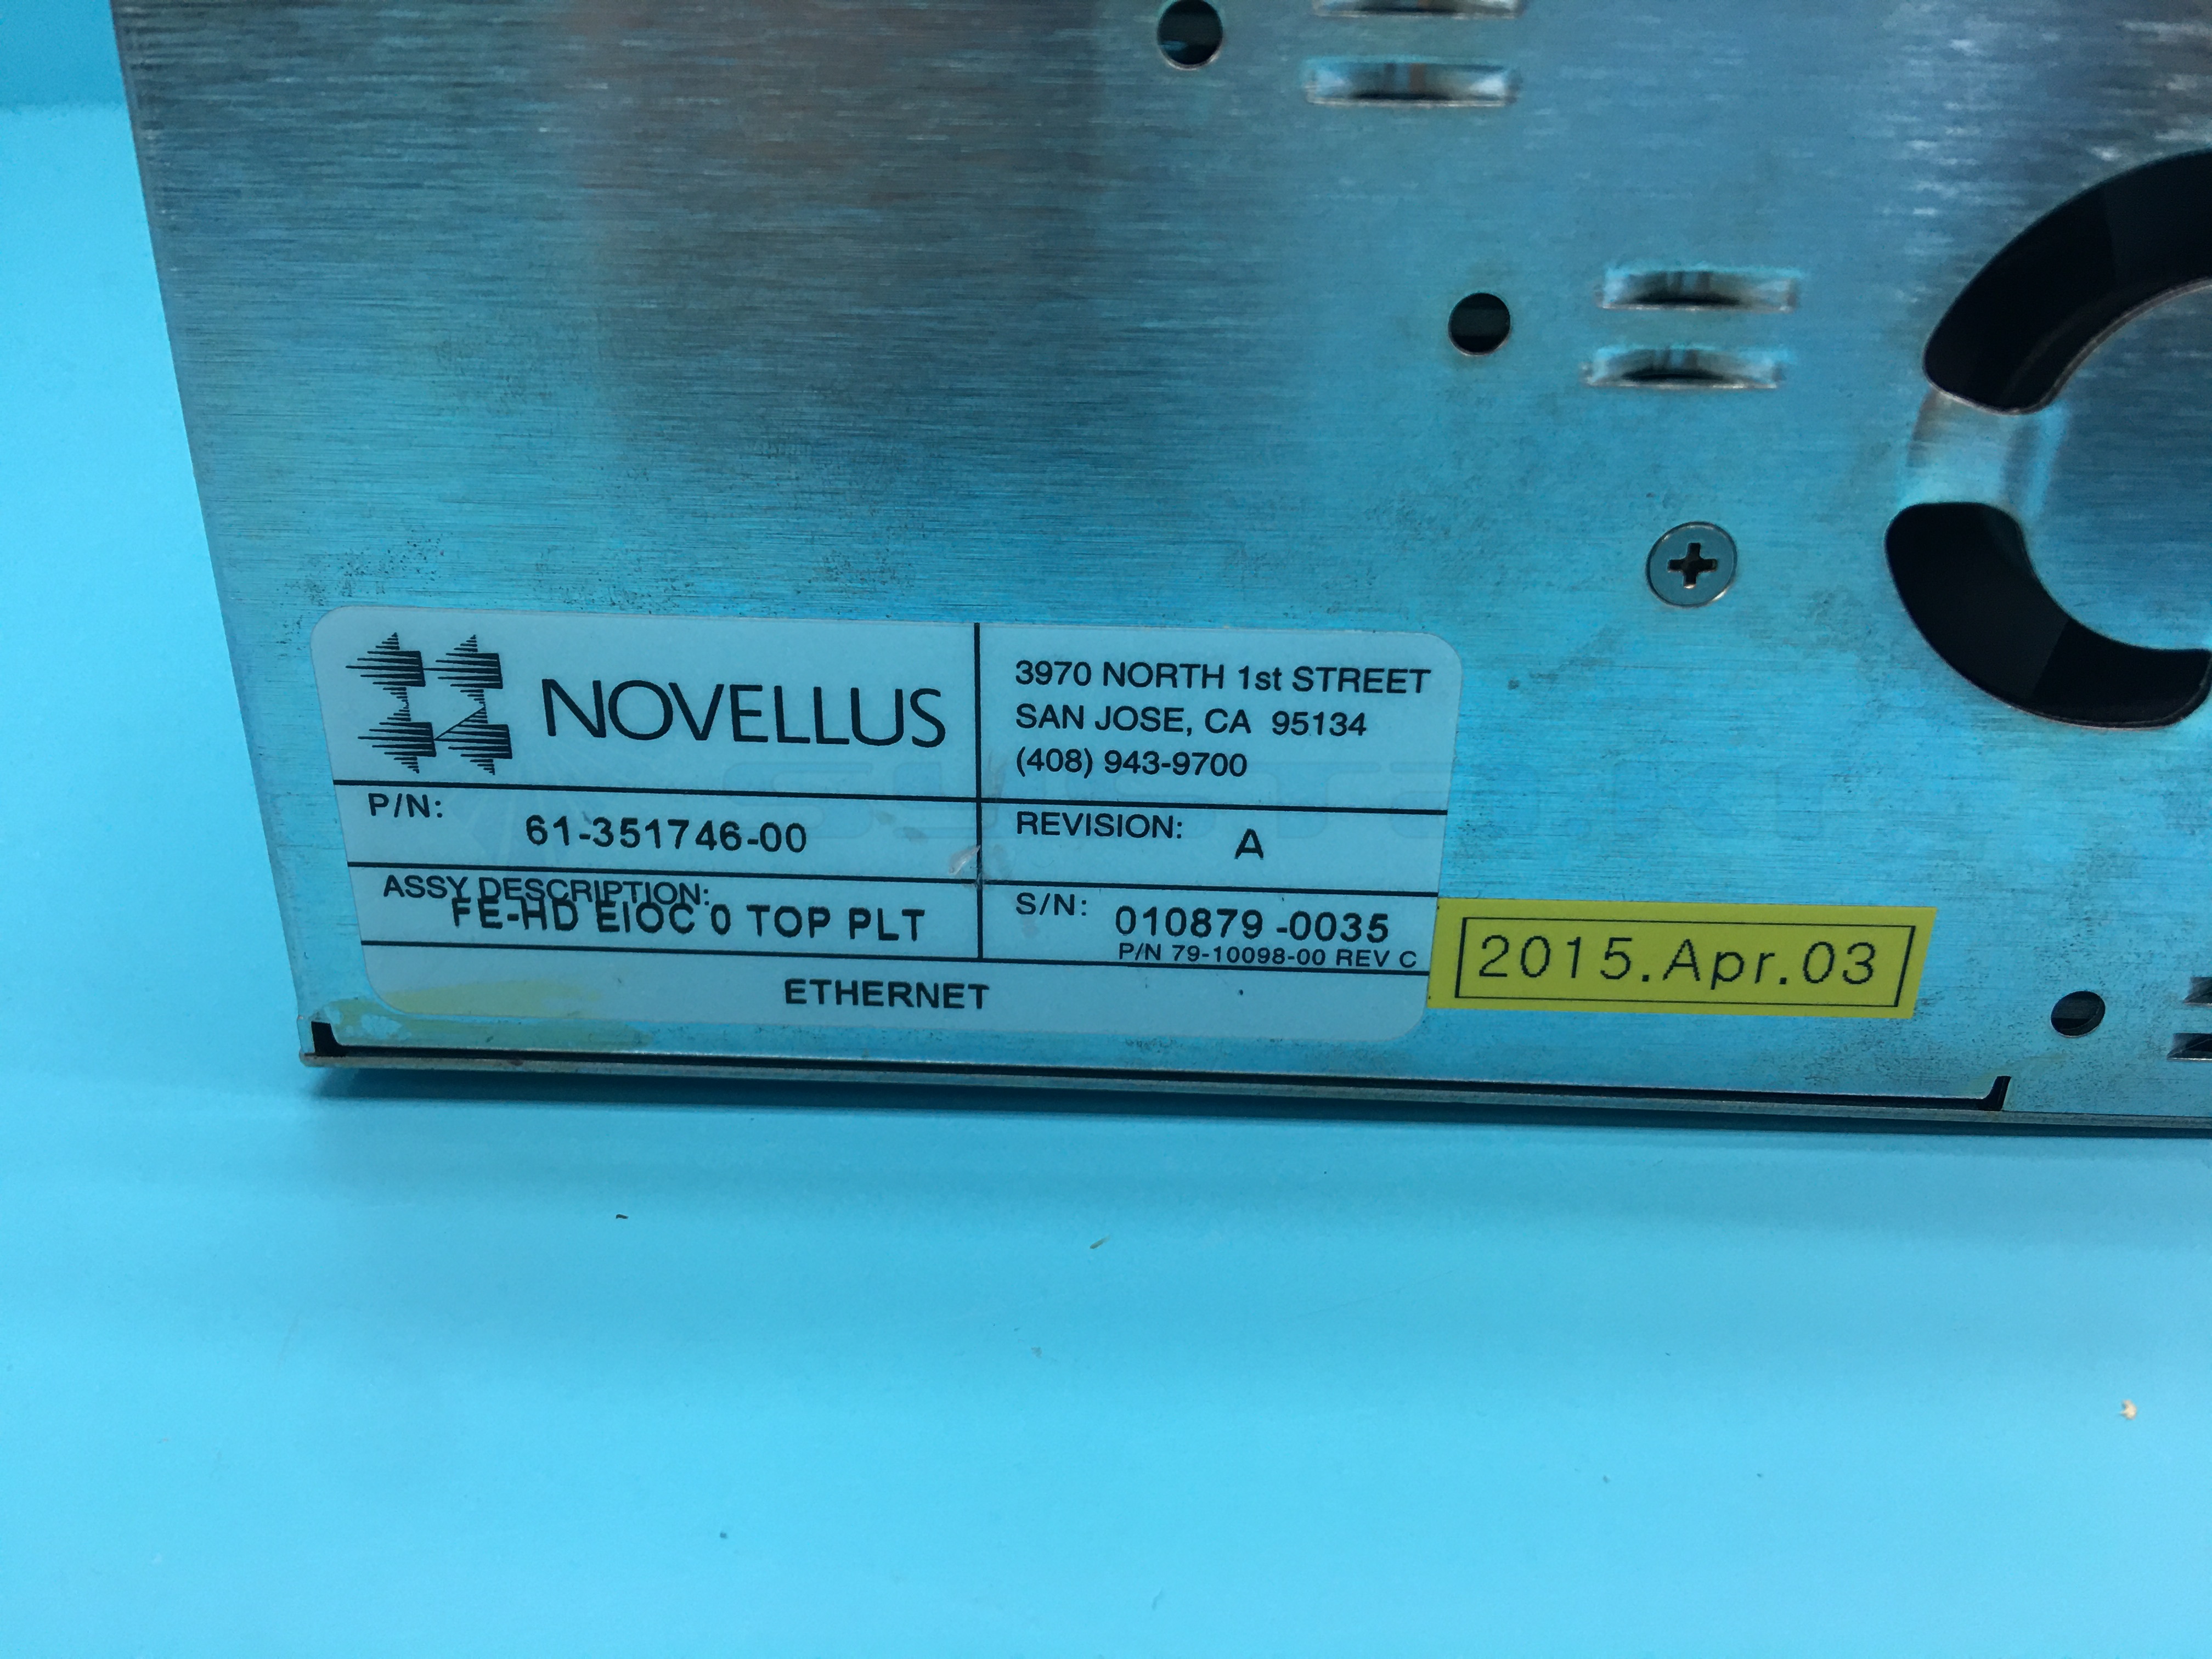 NOVELLUS
3970 NORTH 1st STREET
SAN JOSE, CA 95134
(408) 943-9700
P/N:
61-351746-00
REVISION:
A
ASSY DESCRIPTION:
FE-HD EIOC 0 TOP PLT
S/N:
010879 -0035
P/N 79-10098-00 REV C
ETHERNET
2015.Apr.03